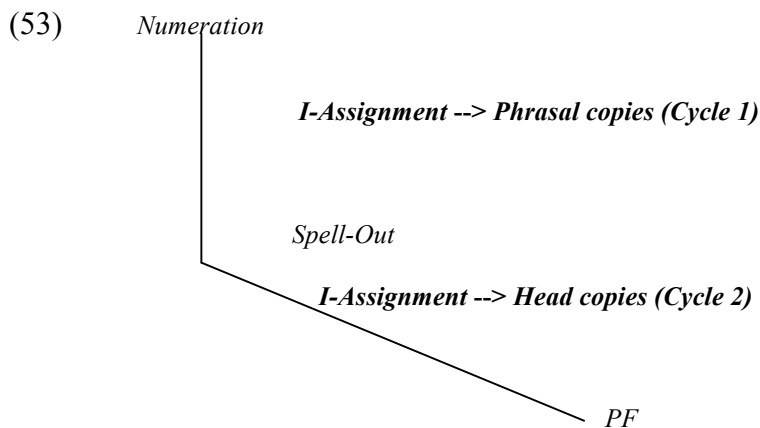 (53) Numeration
I-Assignment --> Phrasal copies (Cycle 1)
Spell-Out
I-Assignment --> Head copies (Cycle 2)
PF